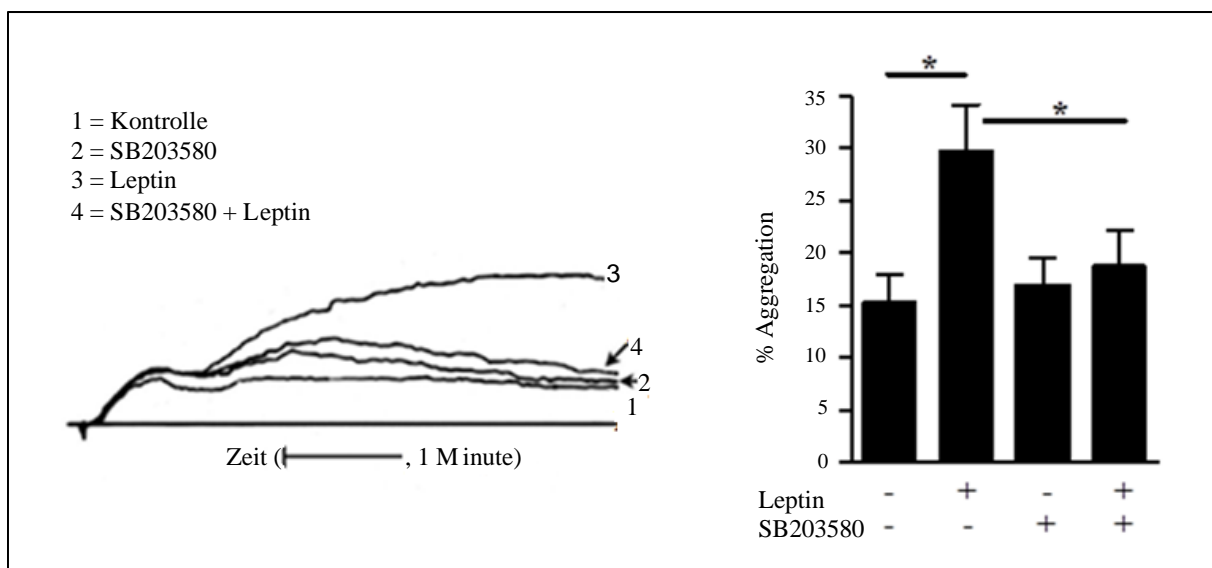 1 = Kontrolle
2 = SB203580
3 = Leptin
4 = SB203580 + Leptin
3
4
2
1
Zeit ( , 1 Minute)
*
*
% Aggregation
35
30
25
20
15
10
5
0
Leptin - + - +
SB203580 - - + +